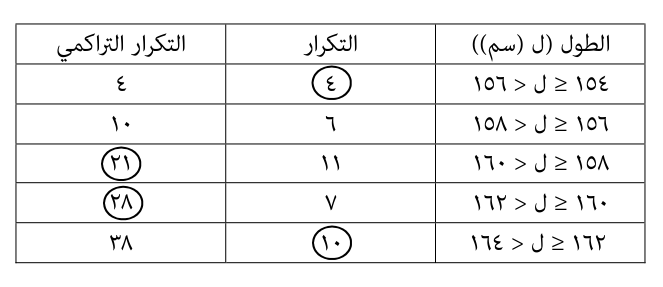 الطول (ل (سم)) التكرار التكرار التراكمي
١٥٤ ≤ ل < ١٥٦ ٤ ٤
١٥٦ ≤ ل < ١٥٨ ٦ ١٠
١٥٨ ≤ ل < ١٦٠ ١١ ٢١
١٦٠ ≤ ل < ١٦٢ ٧ ٢٨
١٦٢ ≤ ل < ١٦٤ ١٠ ٣٨